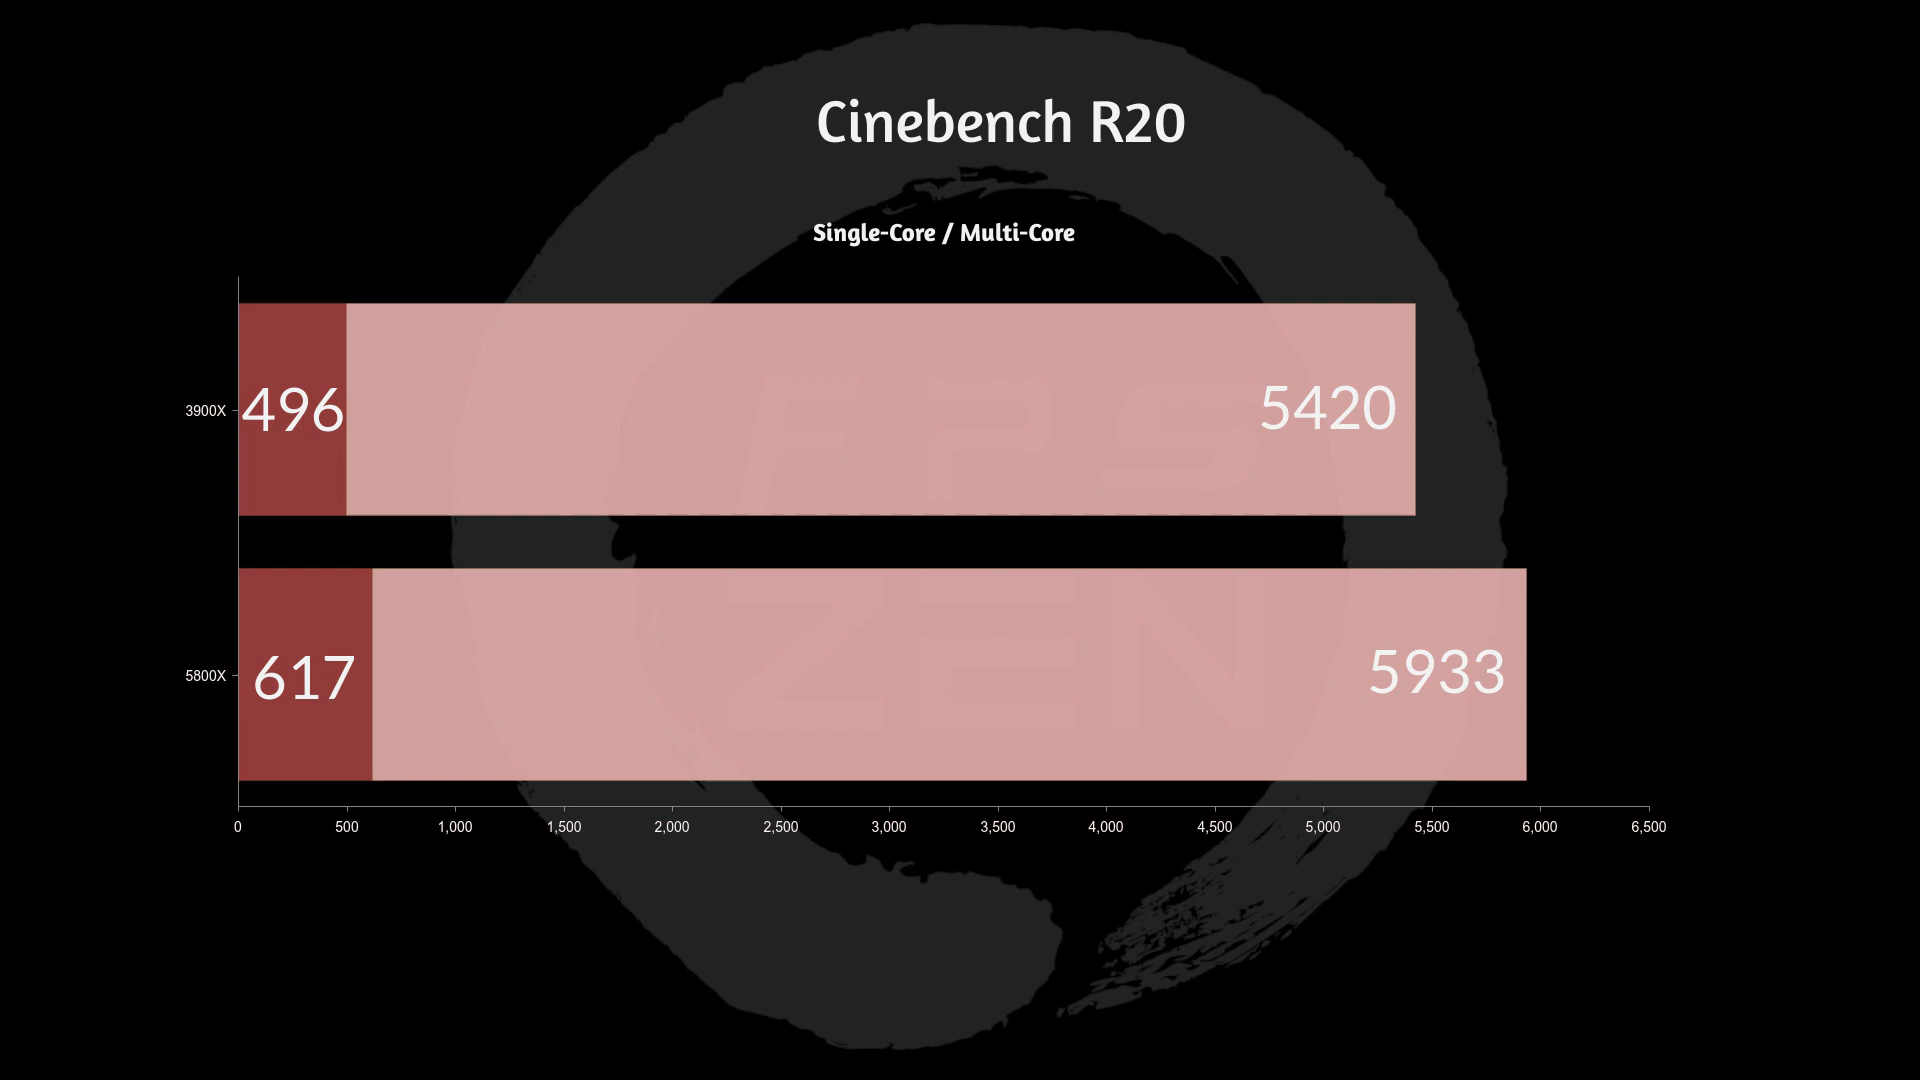 Cinebench R20
Single-Core / Multi-Core
3900X 496 5420
FPS
5800X 617 5933
ZEN
0 500 1,000 1,500 2,000 2,500 3,000 3,500 4,000 4,500 5,000 5,500 6,000 6,500